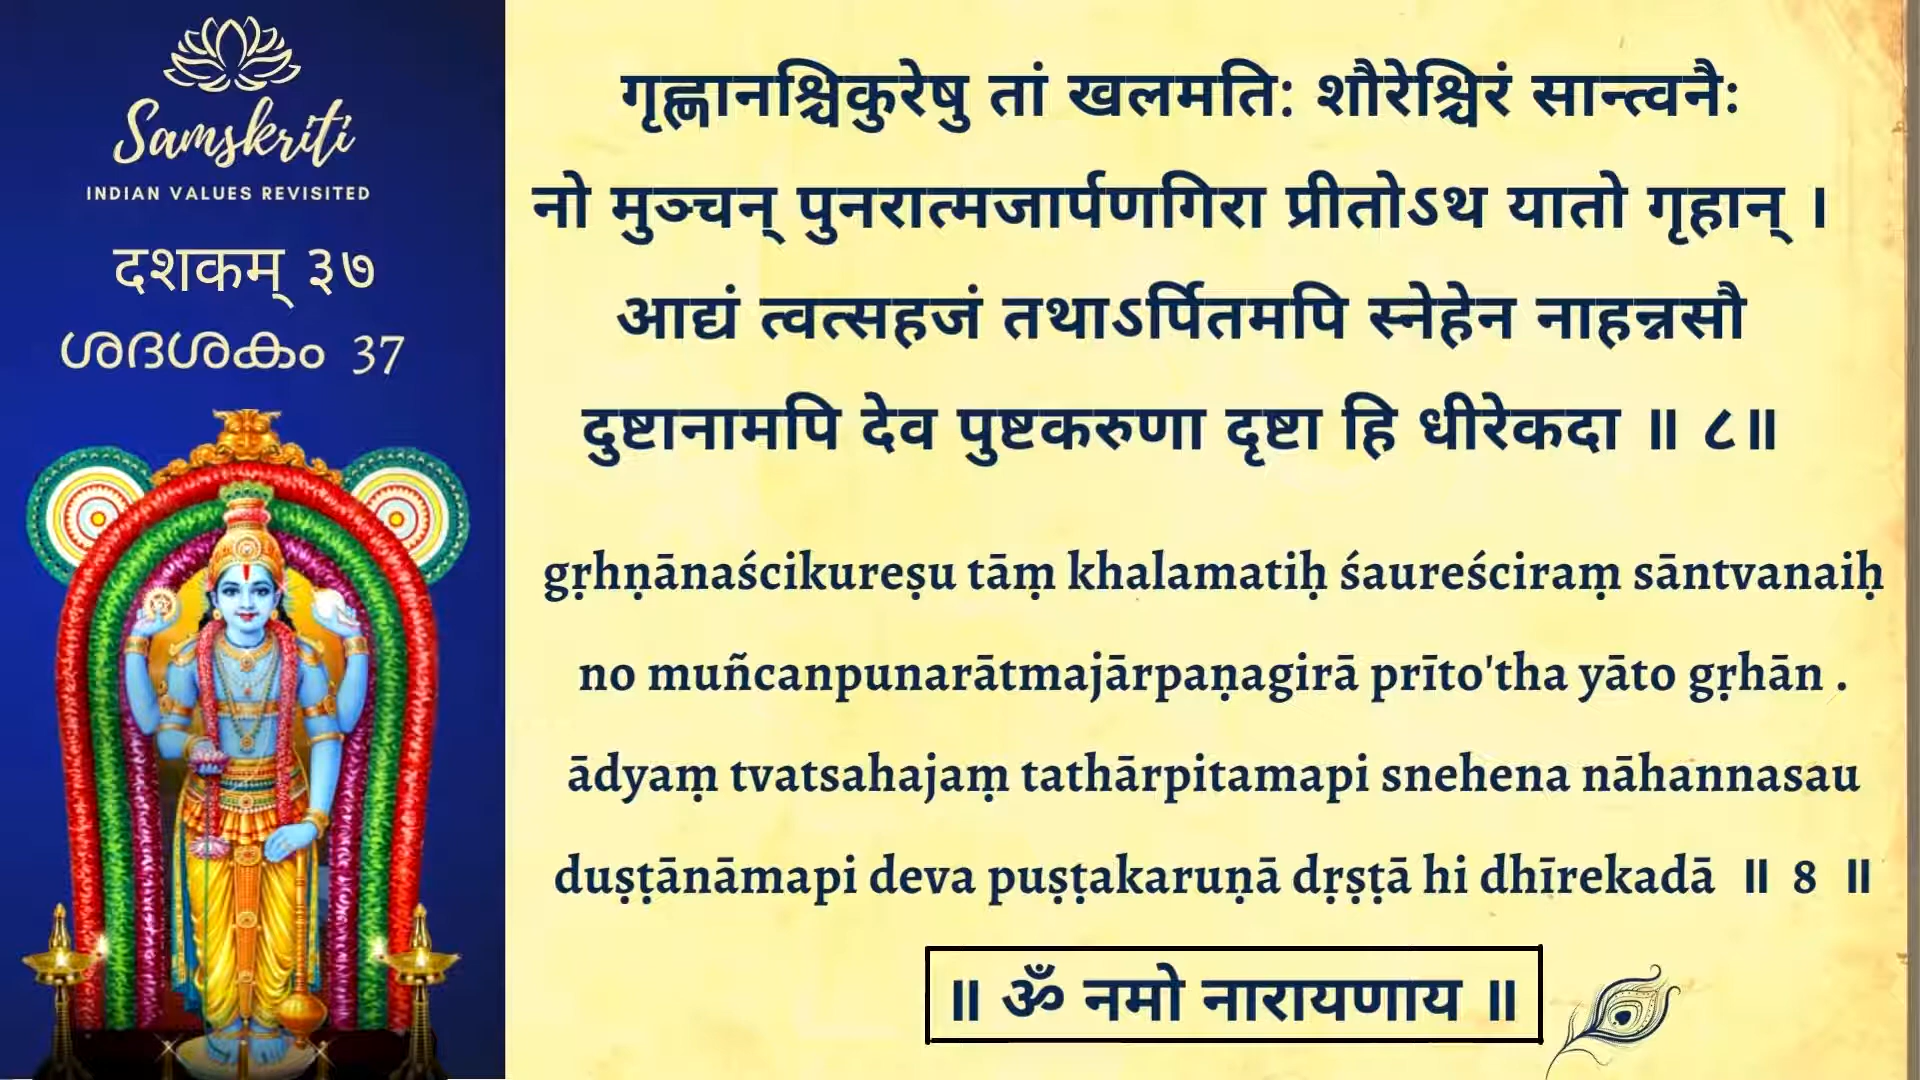 Samskriti
INDIAN VALUES REVISITED
दशकम् ३७
ശദശകം 37
गृह्णानश्चिकुरेषु तां खलमति: शौरेश्चिरं सान्त्वनैः
नो मुञ्चन् पुनरात्मजार्पणगिरा प्रीतोऽथ यातो गृहान् ।
आद्यं त्वत्सहजं तथाऽर्पितमपि स्नेहेन नाहन्नसौ
दुष्टानामपि देव पुष्टकरुणा दृष्टा हि धीरेकदा ॥ ८॥
gṛhṇānaścikureṣu tāṃ khalamatiḥ śaureściraṃ sāntvanaiḥ
no muñcanpunarātmajārpaṇagirā prīto'tha yāto gṛhān .
ādyaṃ tvatsahajaṃ tathārpitamapi snehena nāhannasau
duṣṭānāmapi deva puṣṭakaruṇā dṛṣṭā hi dhīrekadā ॥ 8 ॥
॥ ॐ नमो नारायणाय ॥